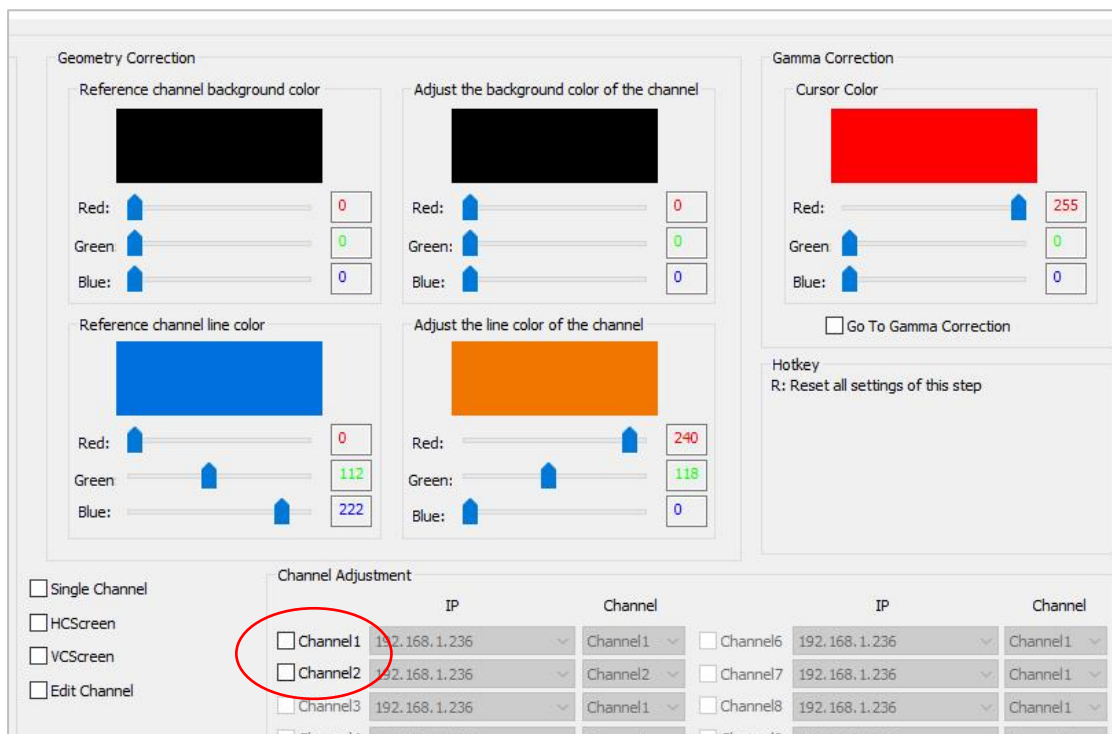 Geometry Correction
Reference channel background color
Red: 0
Green: 0
Blue: 0
Adjust the background color of the channel
Red: 0
Green: 0
Blue: 0
Reference channel line color
Red: 0
Green: 112
Blue: 222
Adjust the line color of the channel
Red: 240
Green: 118
Blue: 0
Gamma Correction
Cursor Color
Red: 255
Green: 0
Blue: 0
Go To Gamma Correction
Hotkey
R: Reset all settings of this step
Single Channel
HCScreen
VCScreen
Edit Channel
Channel Adjustment
IP Channel IP Channel
Channel1 192.168.1.236 Channel1 Channel6 192.168.1.236 Channel1
Channel2 192.168.1.236 Channel2 Channel7 192.168.1.236 Channel1
Channel3 192.168.1.236 Channel1 Channel8 192.168.1.236 Channel1